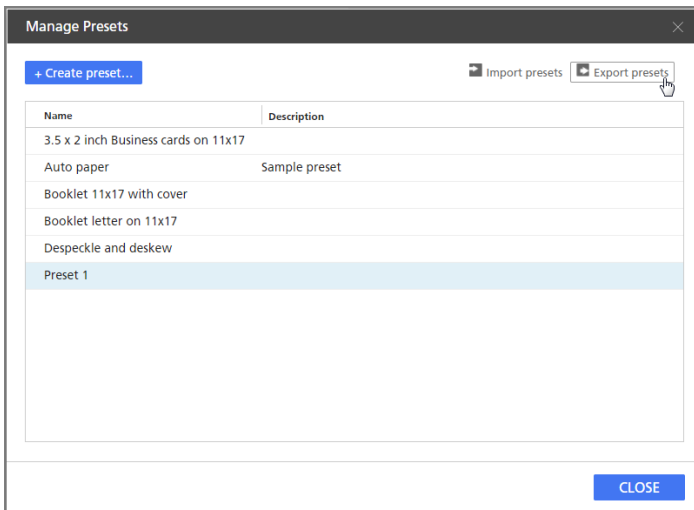 Manage Presets
+ Create preset... Import presets Export presets
Name Description
3.5 x 2 inch Business cards on 11x17
Auto paper Sample preset
Booklet 11x17 with cover
Booklet letter on 11x17
Despeckle and deskew
Preset 1
CLOSE